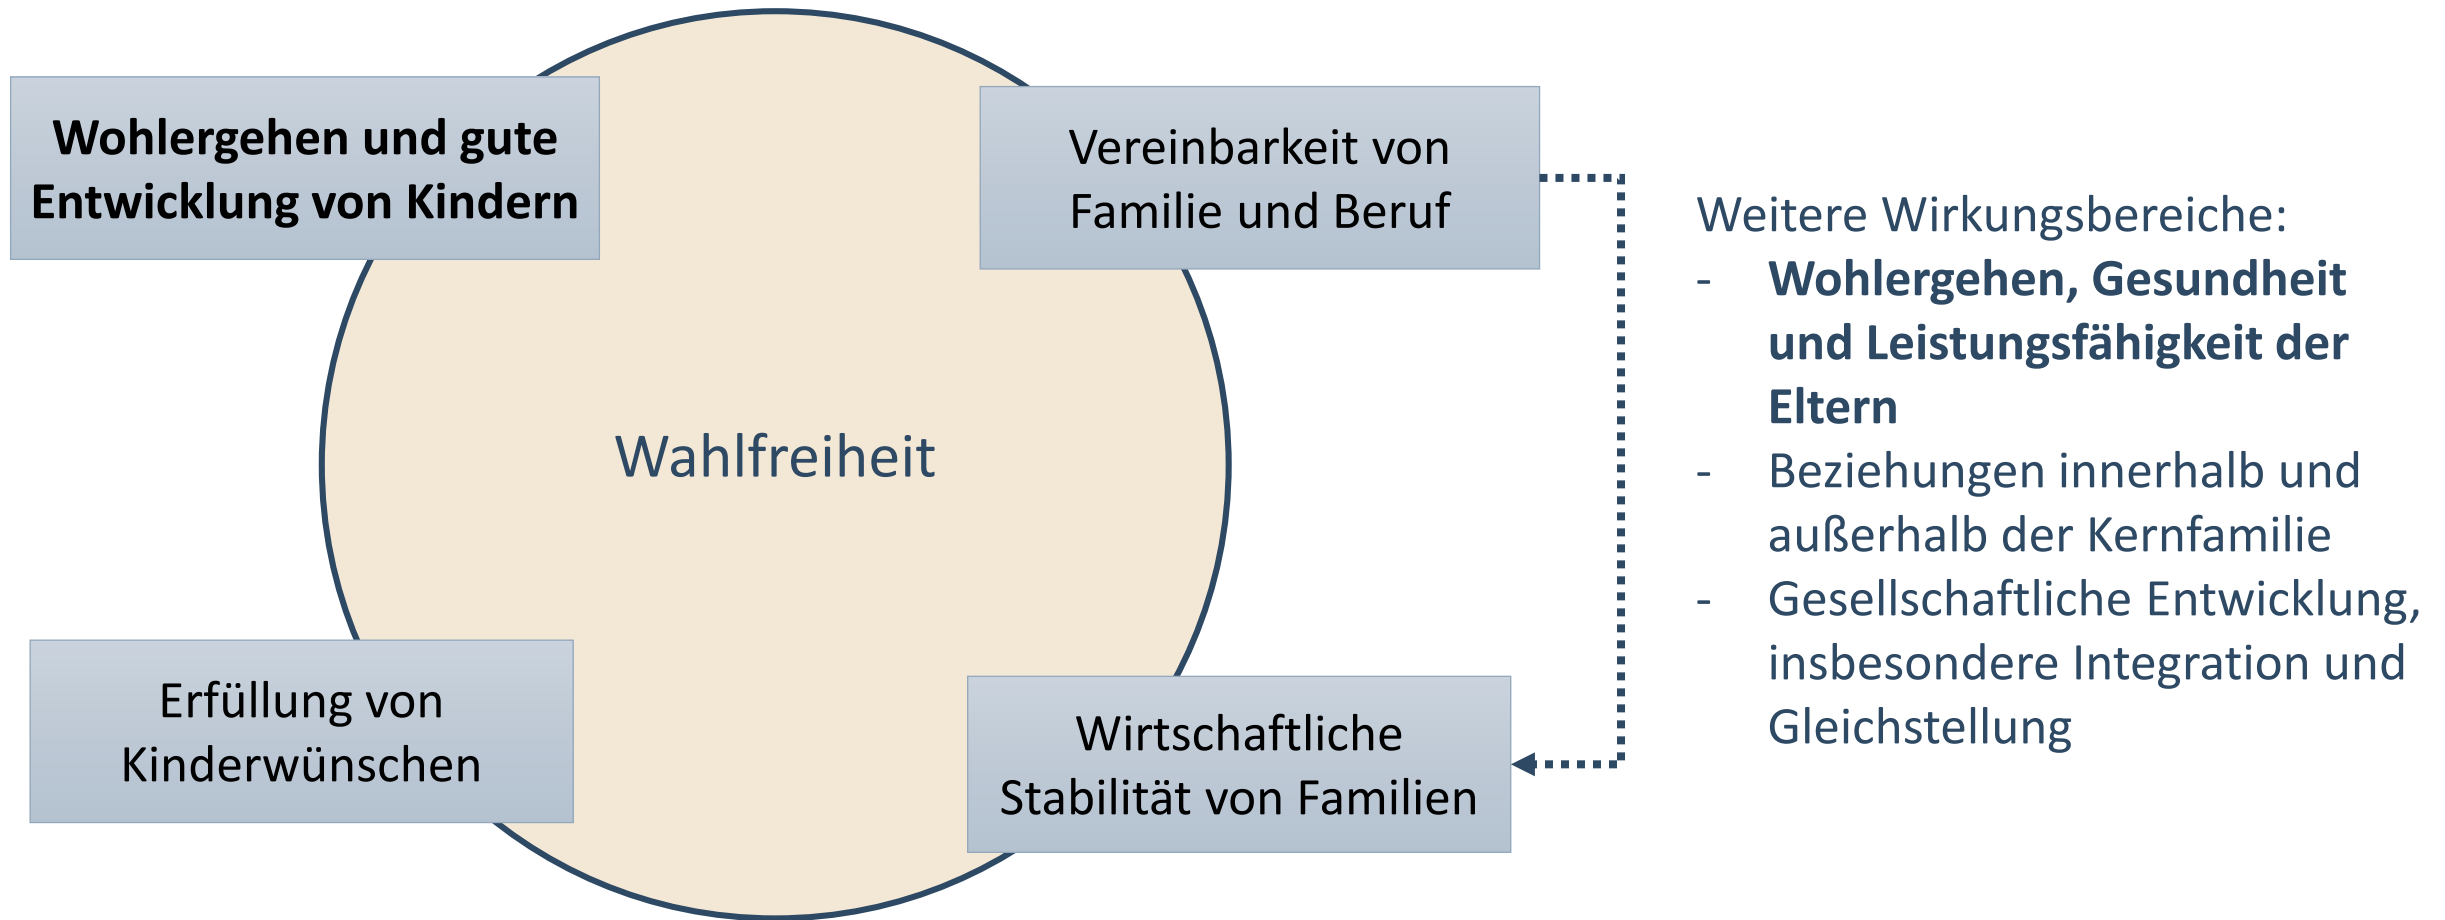 Wohlergehen und gute
Entwicklung von Kindern
Vereinbarkeit von
Familie und Beruf
Wahlfreiheit
Erfüllung von
Kinderwünschen
Wirtschaftliche
Stabilität von Familien
Weitere Wirkungsbereiche:
- Wohlergehen, Gesundheit
und Leistungsfähigkeit der
Eltern
- Beziehungen innerhalb und
außerhalb der Kernfamilie
- Gesellschaftliche Entwicklung,
insbesondere Integration und
Gleichstellung